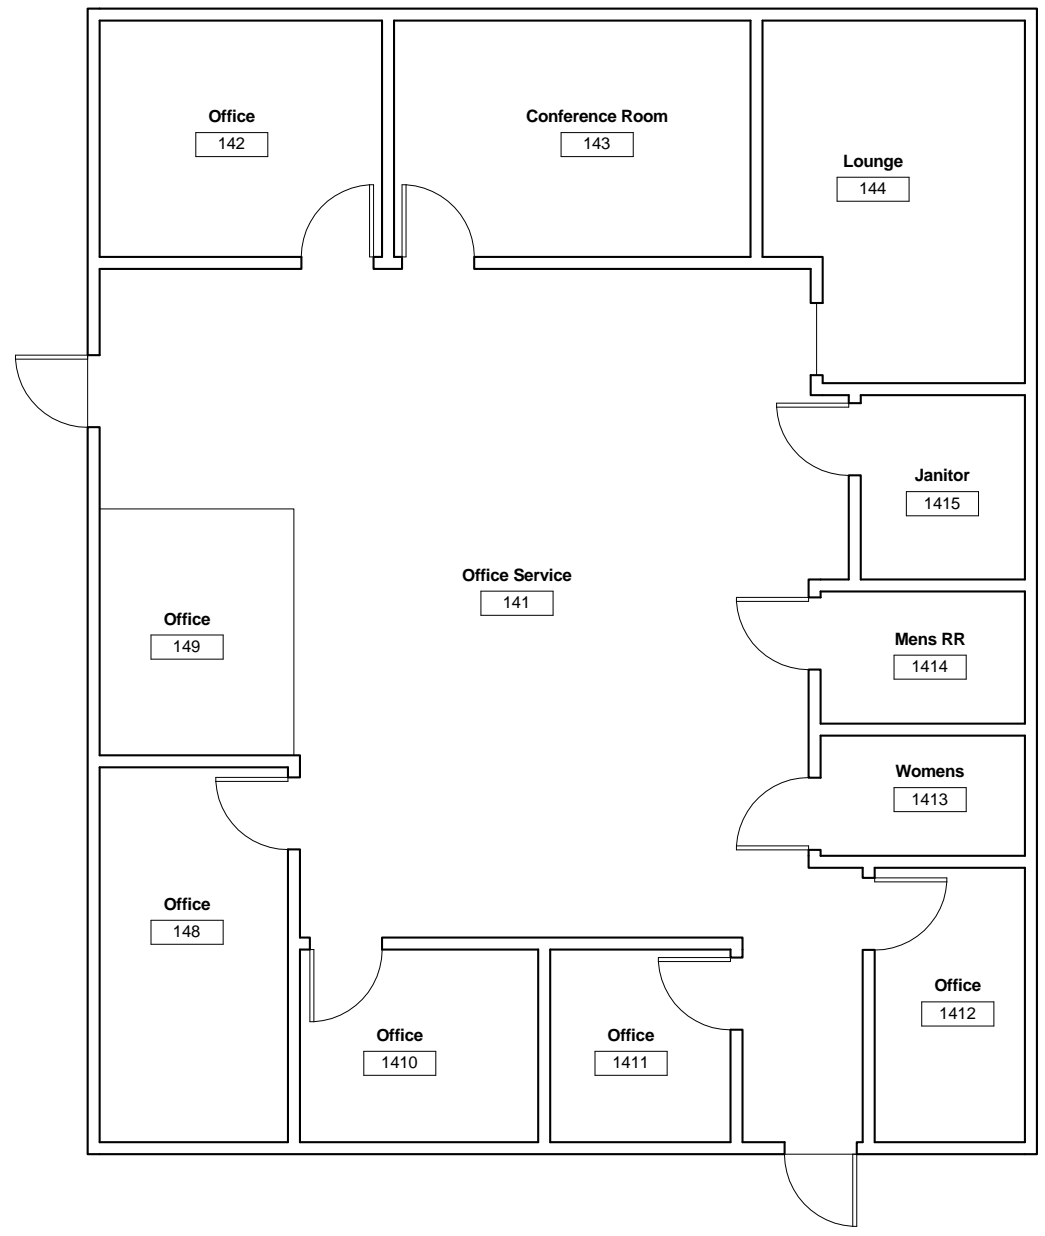 Office
142
Conference Room
143
Lounge
144
Janitor
1415
Office Service
141
Office
149
Mens RR
1414
Womens
1413
Office
148
Office
1412
Office
1410
Office
1411